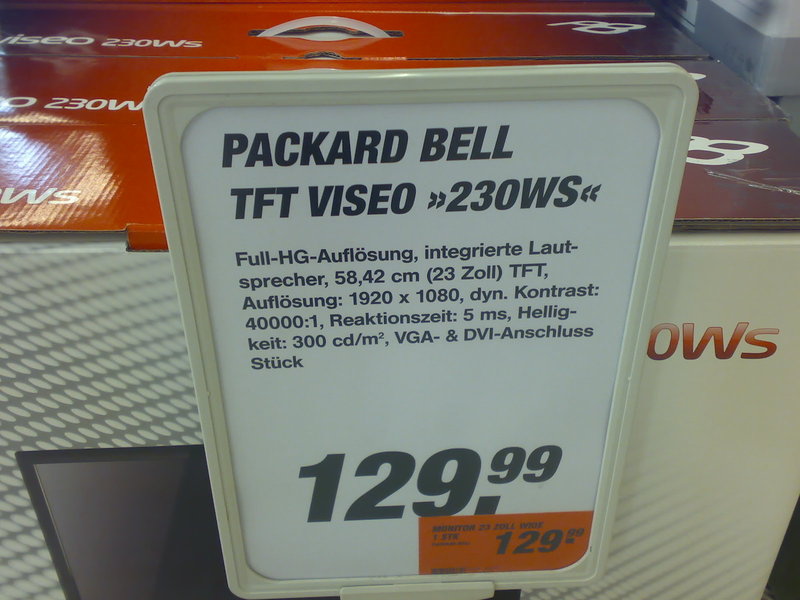 viseo 230Ws
O 230W
Ws
PACKARD BELL
TFT VISEO »230WS«
Full-HG-Auflösung, integrierte Laut-
sprecher, 58,42 cm (23 Zoll) TFT,
Auflösung: 1920 x 1080, dyn. Kontrast:
40000:1, Reaktionszeit: 5 ms, Hellig-
keit: 300 cd/m², VGA- & DVI-Anschluss
Stück
0Ws
129.99
MONITOR 23 ZOLL WIDE
1 STK
129.99